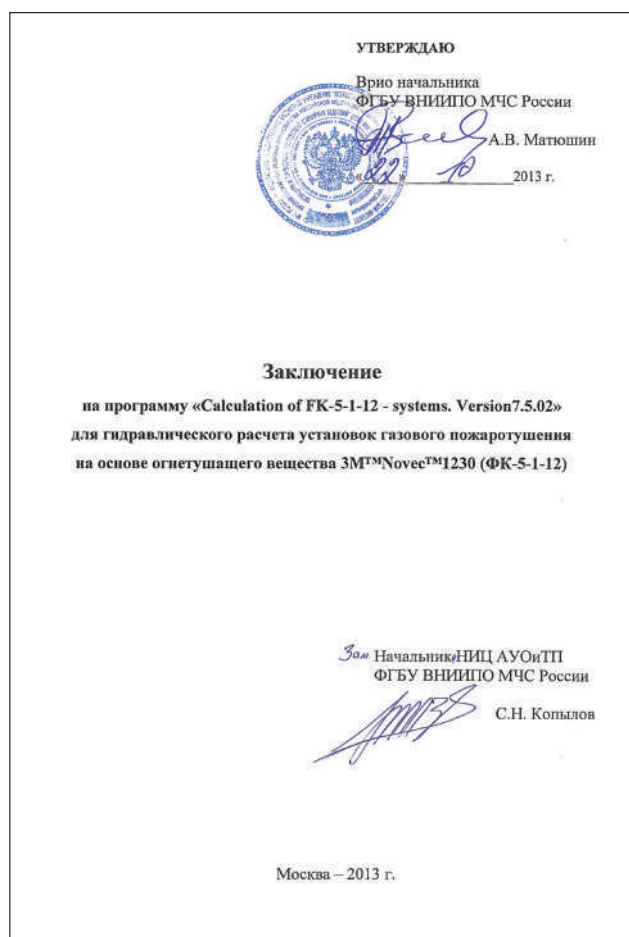 УТВЕРЖДАЮ
Врио начальника
ФГБУ ВНИИПО МЧС России
А.В. Матюшин
«22» 10 2013 г.
Заключение
на программу «Calculation of FK-5-1-12 - systems. Version7.5.02»
для гидравлического расчета установок газового пожаротушения
на основе огнетушащего вещества 3M™Novec™1230 (ФК-5-1-12)
Зам Начальника НИЦ АУОиТП
ФГБУ ВНИИПО МЧС России
С.Н. Копылов
Москва – 2013 г.